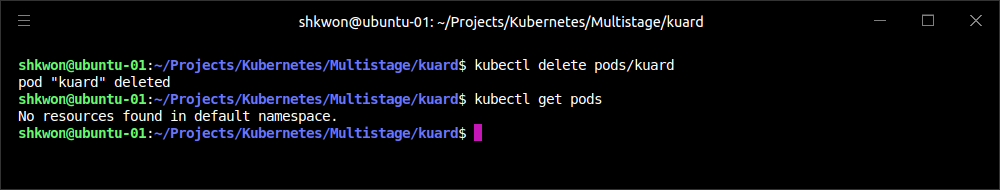 shkwon@ubuntu-01: ~/Projects/Kubernetes/Multistage/kuard
shkwon@ubuntu-01:~/Projects/Kubernetes/Multistage/kuard$ kubectl delete pods/kuard
pod "kuard" deleted
shkwon@ubuntu-01:~/Projects/Kubernetes/Multistage/kuard$ kubectl get pods
No resources found in default namespace.
shkwon@ubuntu-01:~/Projects/Kubernetes/Multistage/kuard$